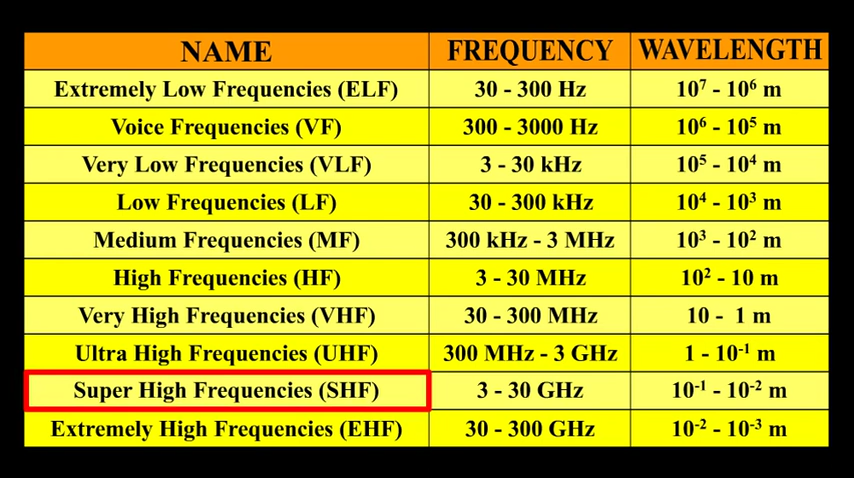 NAME FREQUENCY WAVELENGTH
Extremely Low Frequencies (ELF) 30 - 300 Hz 10⁷ - 10⁶ m
Voice Frequencies (VF) 300 - 3000 Hz 10⁶ - 10⁵ m
Very Low Frequencies (VLF) 3 - 30 kHz 10⁵ - 10⁴ m
Low Frequencies (LF) 30 - 300 kHz 10⁴ - 10³ m
Medium Frequencies (MF) 300 kHz - 3 MHz 10³ - 10² m
High Frequencies (HF) 3 - 30 MHz 10² - 10 m
Very High Frequencies (VHF) 30 - 300 MHz 10 - 1 m
Ultra High Frequencies (UHF) 300 MHz - 3 GHz 1 - 10⁻¹ m
Super High Frequencies (SHF) 3 - 30 GHz 10⁻¹ - 10⁻² m
Extremely High Frequencies (EHF) 30 - 300 GHz 10⁻² - 10⁻³ m